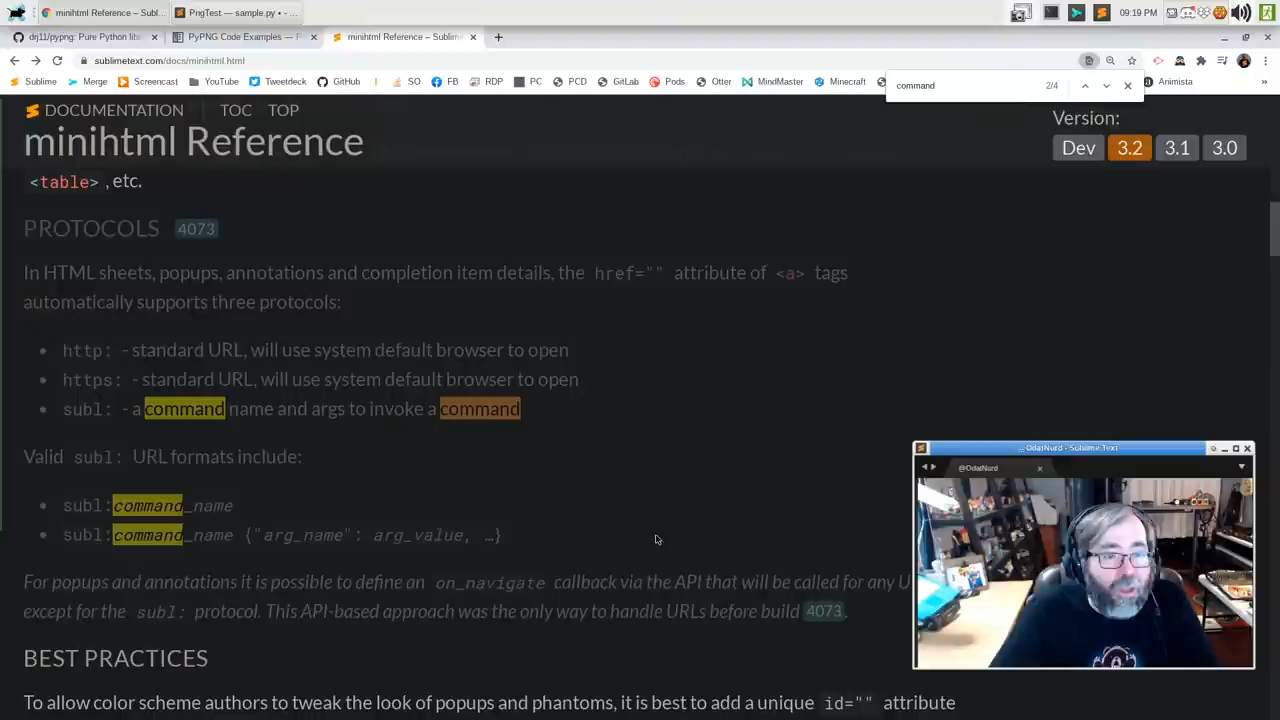 minihtml Reference – Subl...
PngTest — sample.py • - ...
09:19 PM
drj11/pypng: Pure Python lib
PyPNG Code Examples — P
minihtml Reference – Sublim
sublimetext.com/docs/minihtml.html
Sublime
Merge
Screencast
YouTube
Tweetdeck
GitHub
SO
FB
RDP
PC
PCD
GitLab
Pods
Otter
MindMaster
Minecraft
Animista
command
2/4
DOCUMENTATION
TOC
TOP
minihtml Reference
Version:
Dev
3.2
3.1
3.0
<table> , etc.
PROTOCOLS 4073
In HTML sheets, popups, annotations and completion item details, the href="" attribute of <a> tags
automatically supports three protocols:
http: - standard URL, will use system default browser to open
https: - standard URL, will use system default browser to open
subl: - a command name and args to invoke a command
Valid subl: URL formats include:
subl:command_name
subl:command_name {"arg_name": arg_value, …}
For popups and annotations it is possible to define an on_navigate callback via the API that will be called for any U
except for the subl: protocol. This API-based approach was the only way to handle URLs before build 4073.
BEST PRACTICES
To allow color scheme authors to tweak the look of popups and phantoms, it is best to add a unique id="" attribute
OdatNurd - Sublime Text
@OdatNurd